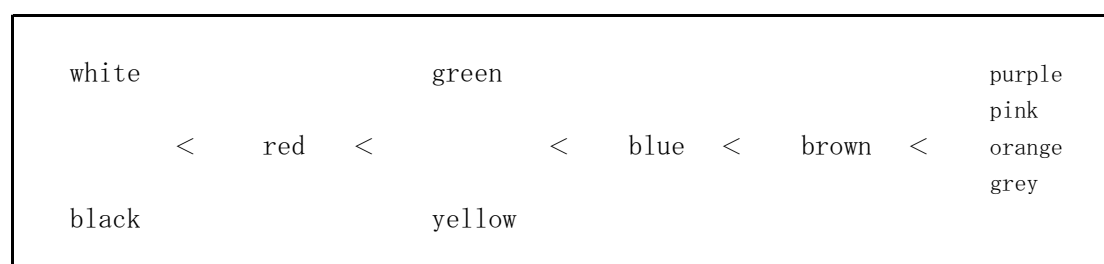 white green purple
pink
< red < < blue < brown < orange
grey
black yellow